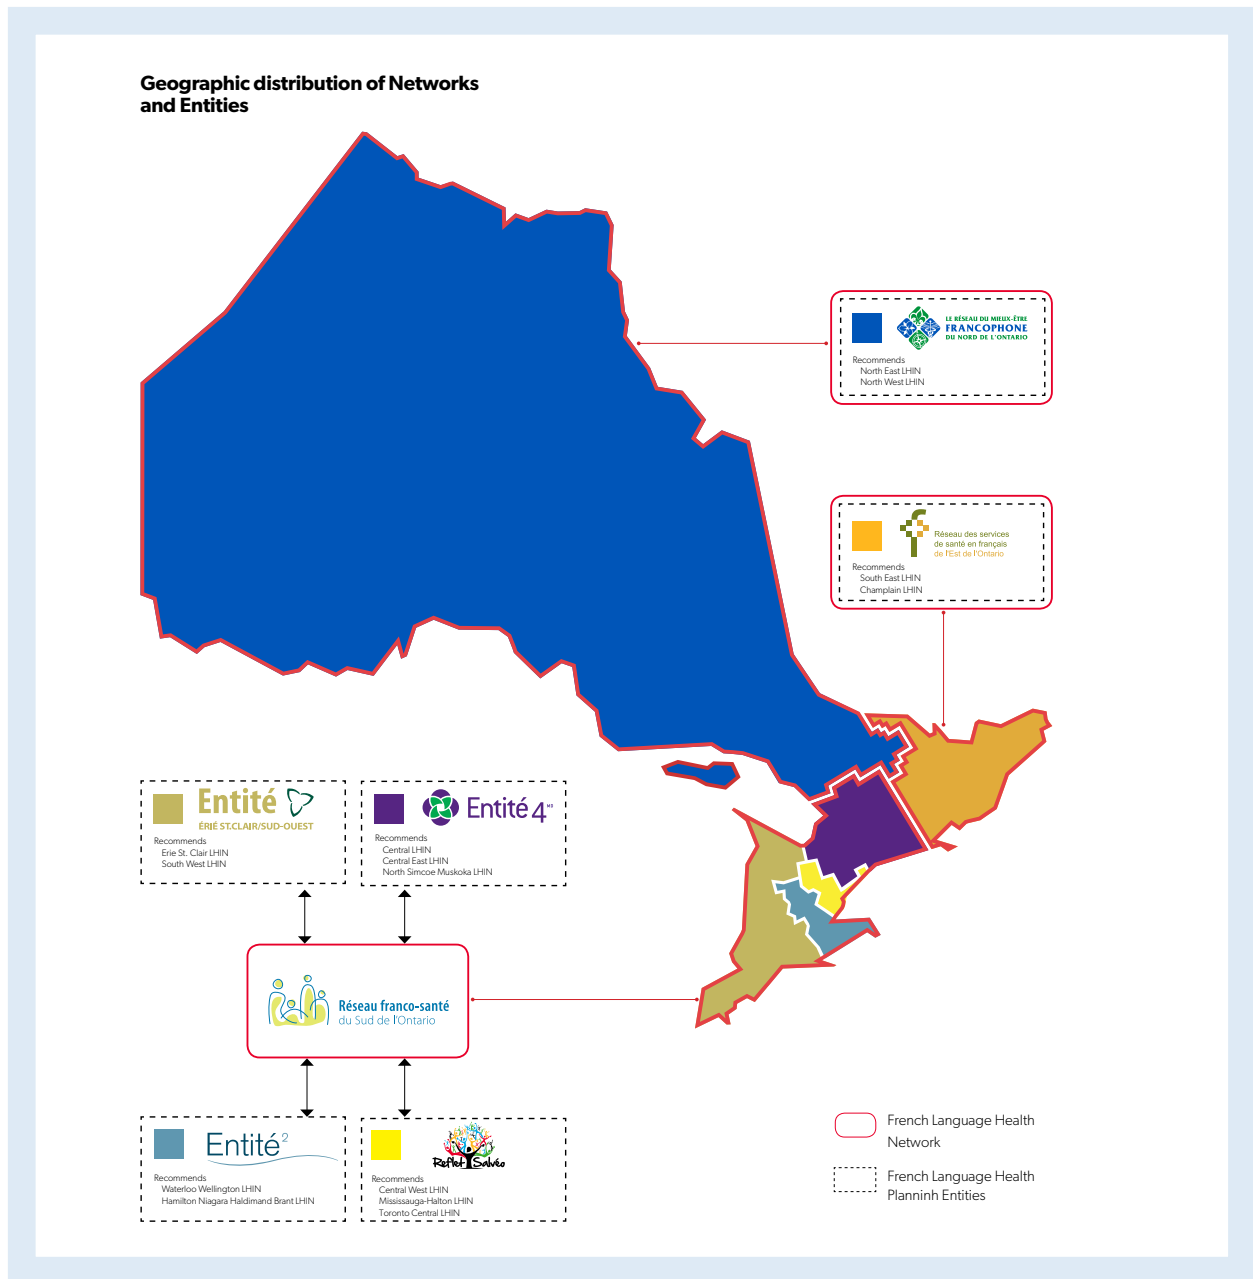 Geographic distribution of Networks
and Entities
LE RÉSEAU DU MIEUX-ÊTRE
FRANCOPHONE
DU NORD DE L'ONTARIO
Recommends
North East LHIN
North West LHIN
Réseau des services
de santé en français
de l'Est de l'Ontario
Recommends
South East LHIN
Champlain LHIN
Entité
ÉRIÉ ST.CLAIR/SUD-OUEST
Recommends
Erie St. Clair LHIN
South West LHIN
Entité 4
Recommends
Central LHIN
Central East LHIN
North Simcoe Muskoka LHIN
Réseau franco-santé
du Sud de l'Ontario
Entité 2
Recommends
Waterloo Wellington LHIN
Hamilton Niagara Haldimand Brant LHIN
Reflet Salvéo
Recommends
Central West LHIN
Mississauga-Halton LHIN
Toronto Central LHIN
French Language Health
Network
French Language Health
Planninh Entities